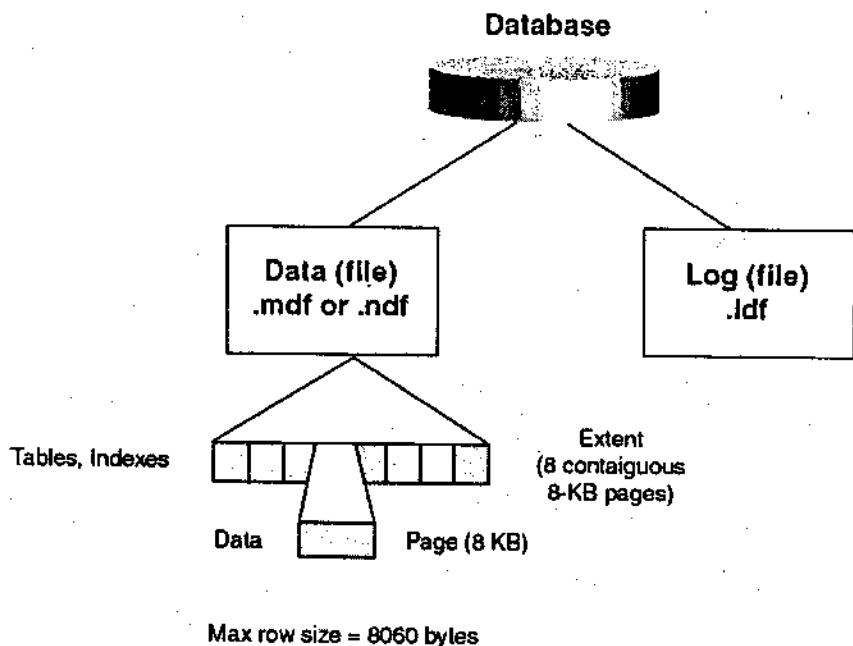 Database
Data (file)
.mdf or .ndf
Log (file)
.ldf
Tables, Indexes
Extent
(8 contaiguous
8-KB pages)
Data
Page (8 KB)
Max row size = 8060 bytes